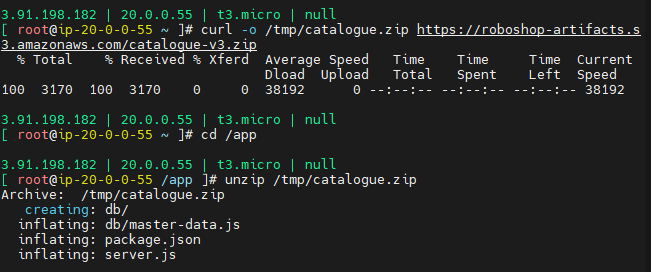 3.91.198.182 | 20.0.0.55 | t3.micro | null
[ root@ip-20-0-0-55 ~ ]# curl -o /tmp/catalogue.zip https://roboshop-artifacts.s
3.amazonaws.com/catalogue-v3.zip
% Total % Received % Xferd Average Speed Time Time Time Current
Dload Upload Total Spent Left Speed
100 3170 100 3170 0 0 38192 0 --:--:-- --:--:-- --:--:-- 38192
3.91.198.182 | 20.0.0.55 | t3.micro | null
[ root@ip-20-0-0-55 ~ ]# cd /app
3.91.198.182 | 20.0.0.55 | t3.micro | null
[ root@ip-20-0-0-55 /app ]# unzip /tmp/catalogue.zip
Archive: /tmp/catalogue.zip
creating: db/
inflating: db/master-data.js
inflating: package.json
inflating: server.js